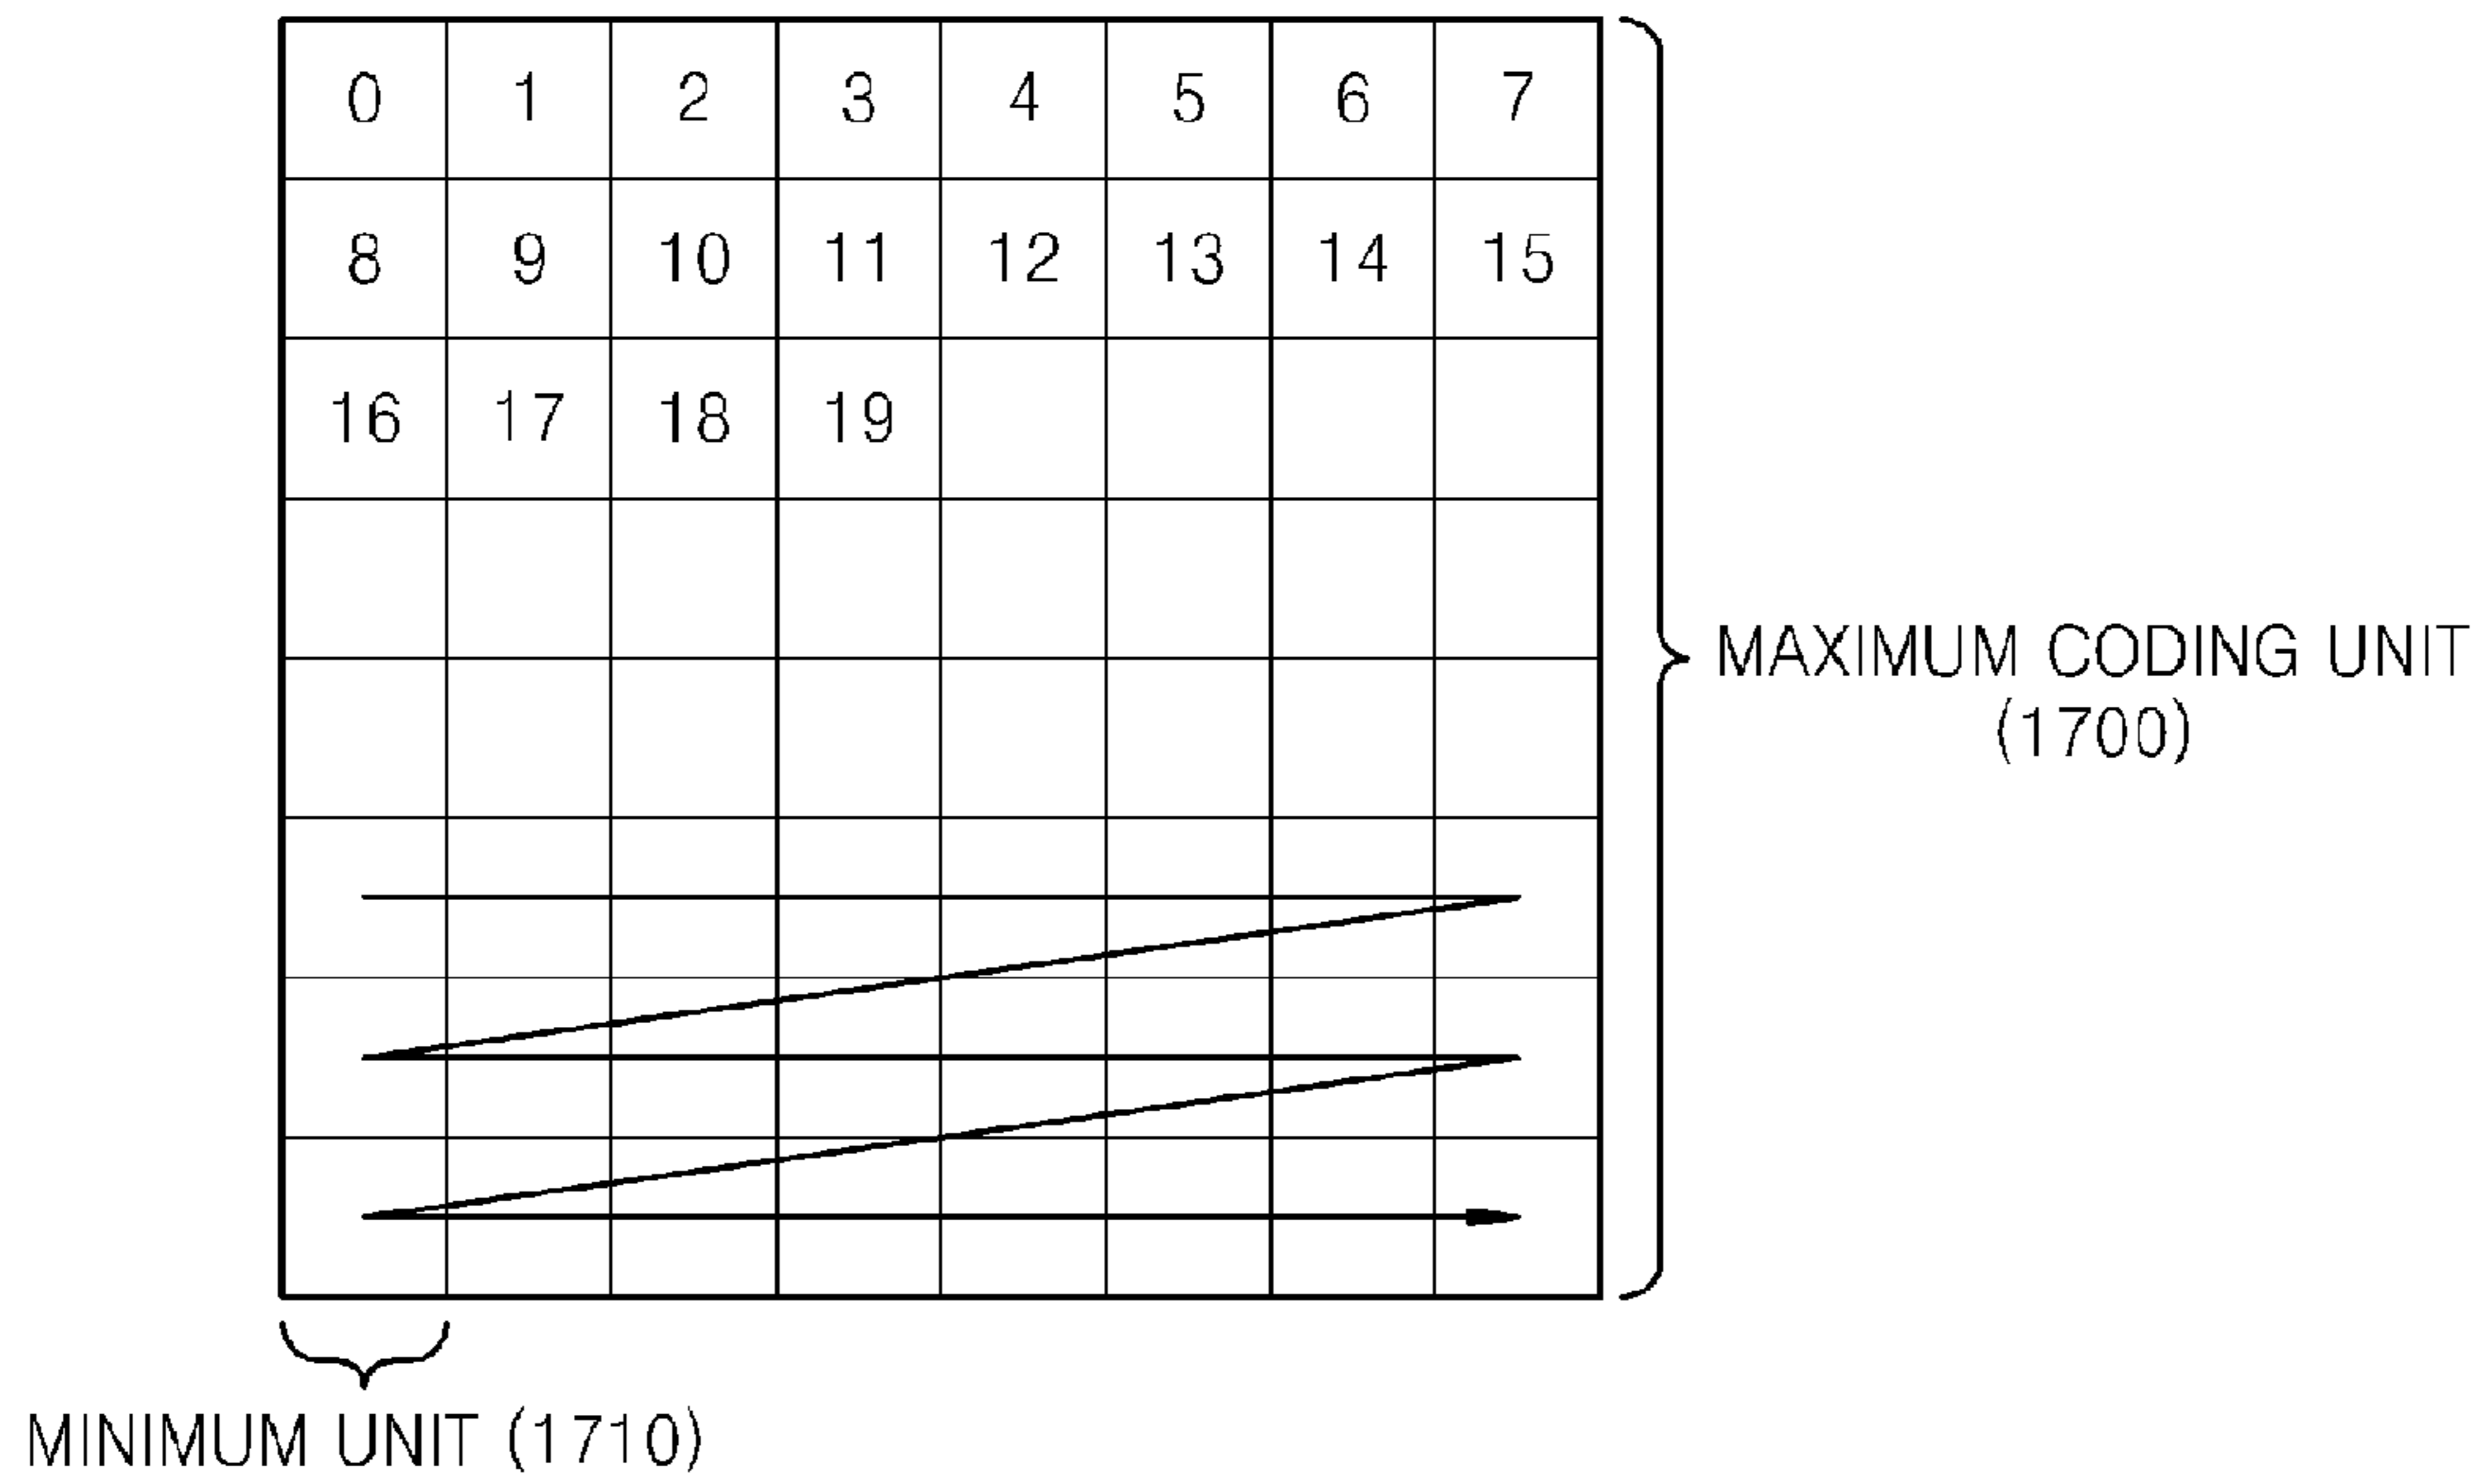 0 1 2 3 4 5 6 7
8 9 10 11 12 13 14 15
16 17 18 19
MAXIMUM CODING UNIT
(1700)
MINIMUM UNIT (1710)